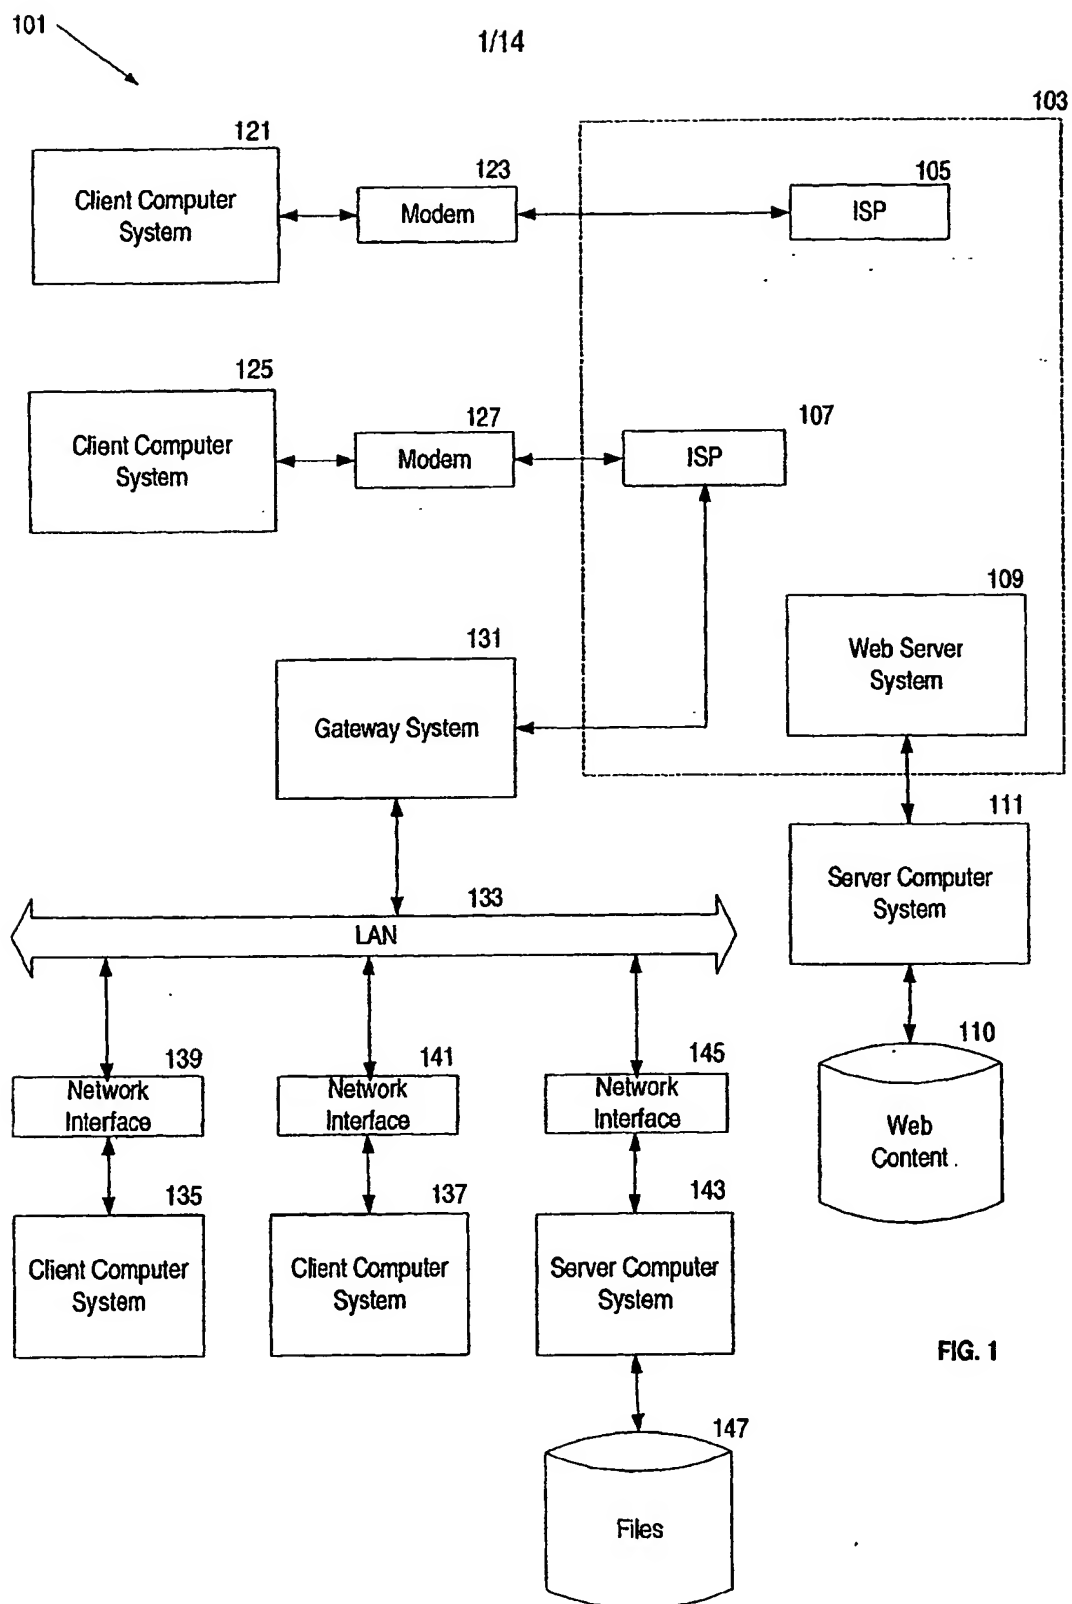 101
1/14
103
121
Client Computer
System
123
Modem
105
ISP
125
Client Computer
System
127
Modem
107
ISP
109
Web Server
System
131
Gateway System
111
Server Computer
System
133
LAN
110
Web
Content
139
Network
Interface
141
Network
Interface
145
Network
Interface
135
Client Computer
System
137
Client Computer
System
143
Server Computer
System
FIG. 1
147
Files